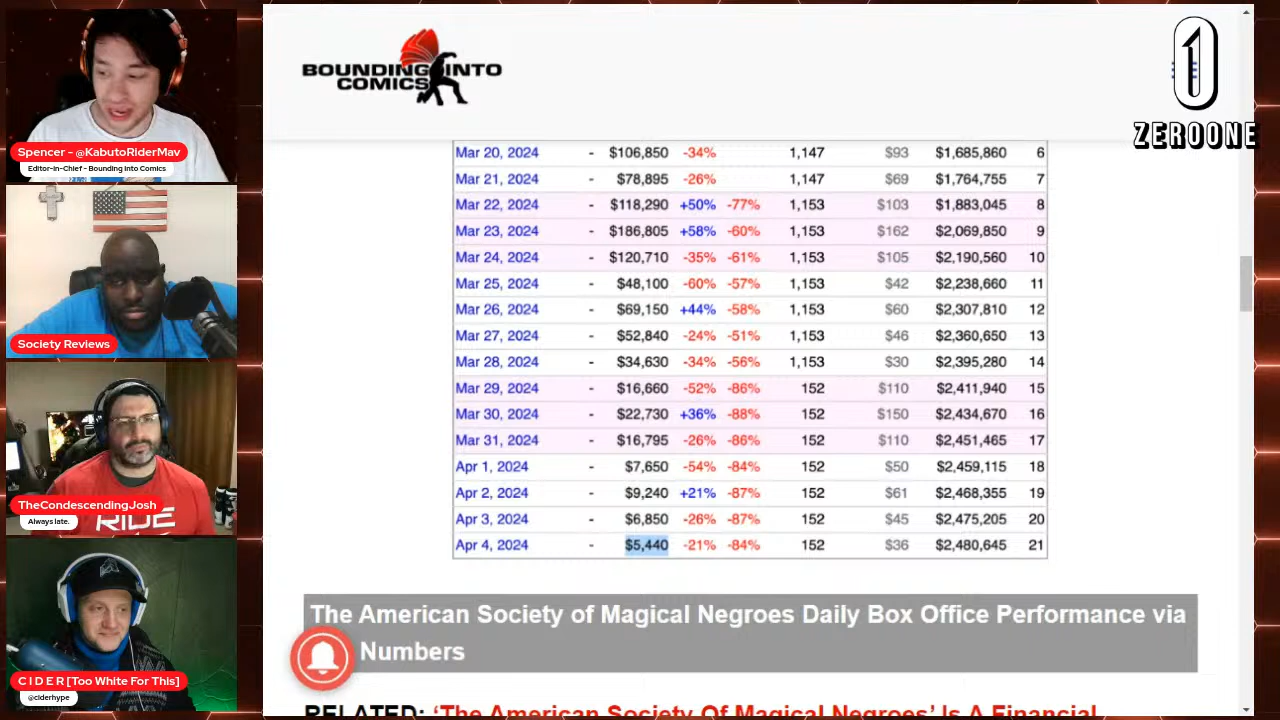 Spencer - @KabutoRiderMav
Editor-in-Chief - Bounding Into Comics
Society Reviews
TheCondescendingJosh
Always late.
RIDE
C I D E R [Too White For This]
@ciderhype
BOUNDING INTO
COMICS
1
ZEROONE
Mar 20, 2024 - $106,850 -34% 1,147 $93 $1,685,860 6
Mar 21, 2024 - $78,895 -26% 1,147 $69 $1,764,755 7
Mar 22, 2024 - $118,290 +50% -77% 1,153 $103 $1,883,045 8
Mar 23, 2024 - $186,805 +58% -60% 1,153 $162 $2,069,850 9
Mar 24, 2024 - $120,710 -35% -61% 1,153 $105 $2,190,560 10
Mar 25, 2024 - $48,100 -60% -57% 1,153 $42 $2,238,660 11
Mar 26, 2024 - $69,150 +44% -58% 1,153 $60 $2,307,810 12
Mar 27, 2024 - $52,840 -24% -51% 1,153 $46 $2,360,650 13
Mar 28, 2024 - $34,630 -34% -56% 1,153 $30 $2,395,280 14
Mar 29, 2024 - $16,660 -52% -86% 152 $110 $2,411,940 15
Mar 30, 2024 - $22,730 +36% -88% 152 $150 $2,434,670 16
Mar 31, 2024 - $16,795 -26% -86% 152 $110 $2,451,465 17
Apr 1, 2024 - $7,650 -54% -84% 152 $50 $2,459,115 18
Apr 2, 2024 - $9,240 +21% -87% 152 $61 $2,468,355 19
Apr 3, 2024 - $6,850 -26% -87% 152 $45 $2,475,205 20
Apr 4, 2024 - $5,440 -21% -84% 152 $36 $2,480,645 21
The American Society of Magical Negroes Daily Box Office Performance via
Numbers
RELATED: ‘The American Society Of Magical Negroes’ Is A Financial